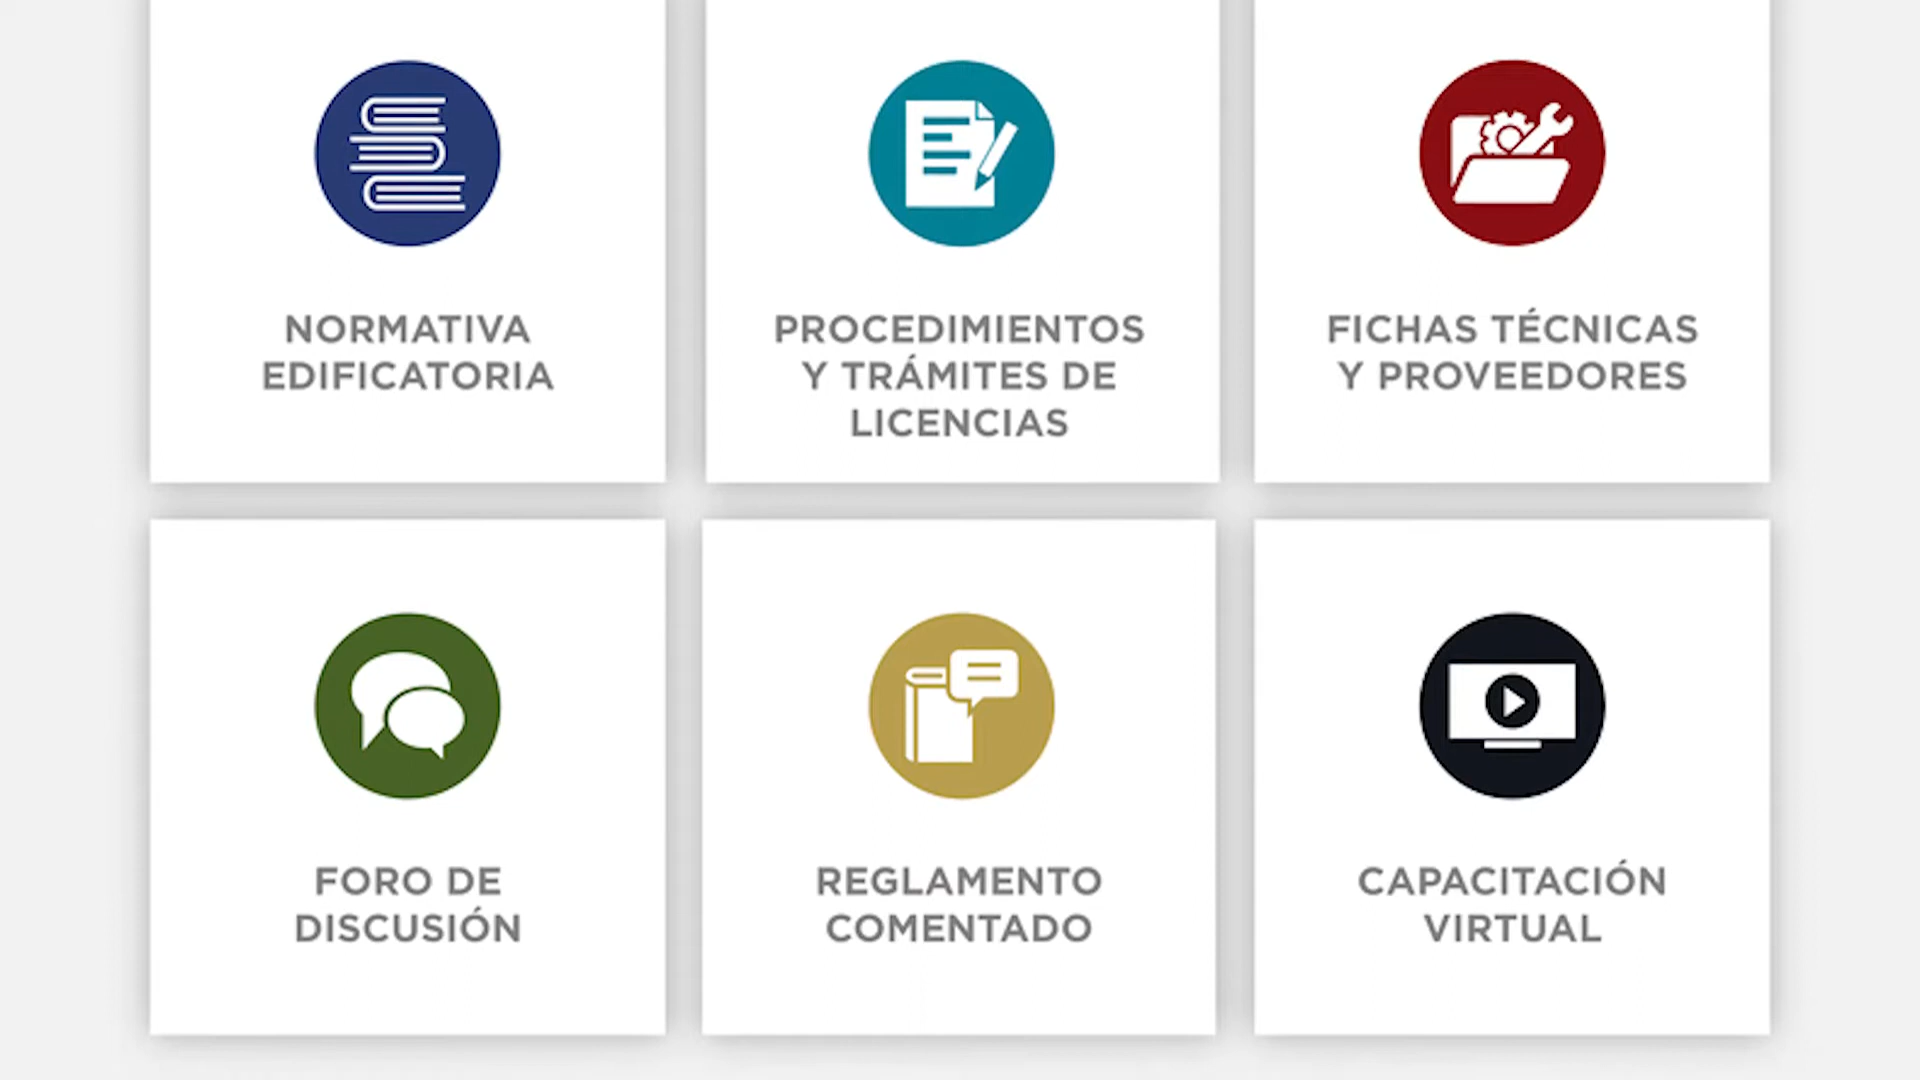 NORMATIVA
EDIFICATORIA
PROCEDIMIENTOS
Y TRÁMITES DE
LICENCIAS
FICHAS TÉCNICAS
Y PROVEEDORES
FORO DE
DISCUSIÓN
REGLAMENTO
COMENTADO
CAPACITACIÓN
VIRTUAL